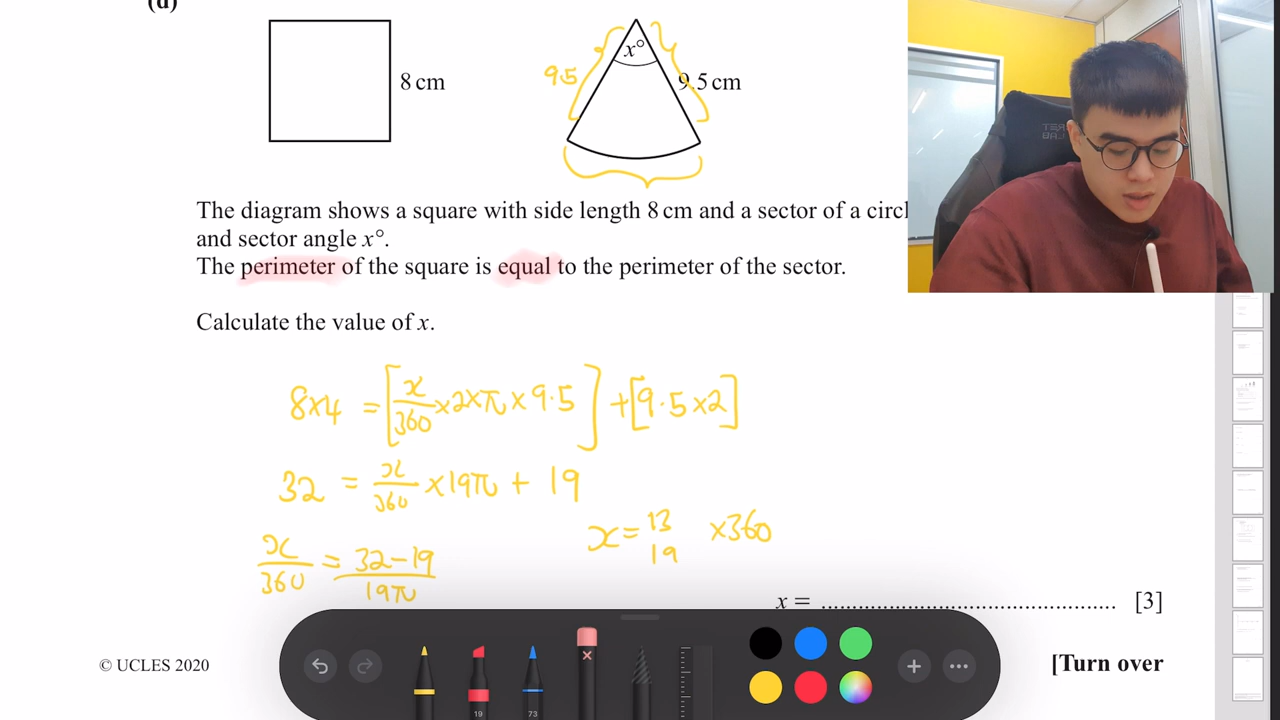 (d)
8 cm
x°
95
9.5 cm
The diagram shows a square with side length 8 cm and a sector of a circl
and sector angle x°.
The perimeter of the square is equal to the perimeter of the sector.
Calculate the value of x.
8×4 = [x/360 ×2×π×9.5] + [9.5×2]
32 = x/360 ×19π + 19
x = 13/19 ×360
x/360 = 32−19/19π
x = ................................................ [3]
© UCLES 2020
[Turn over
19
73